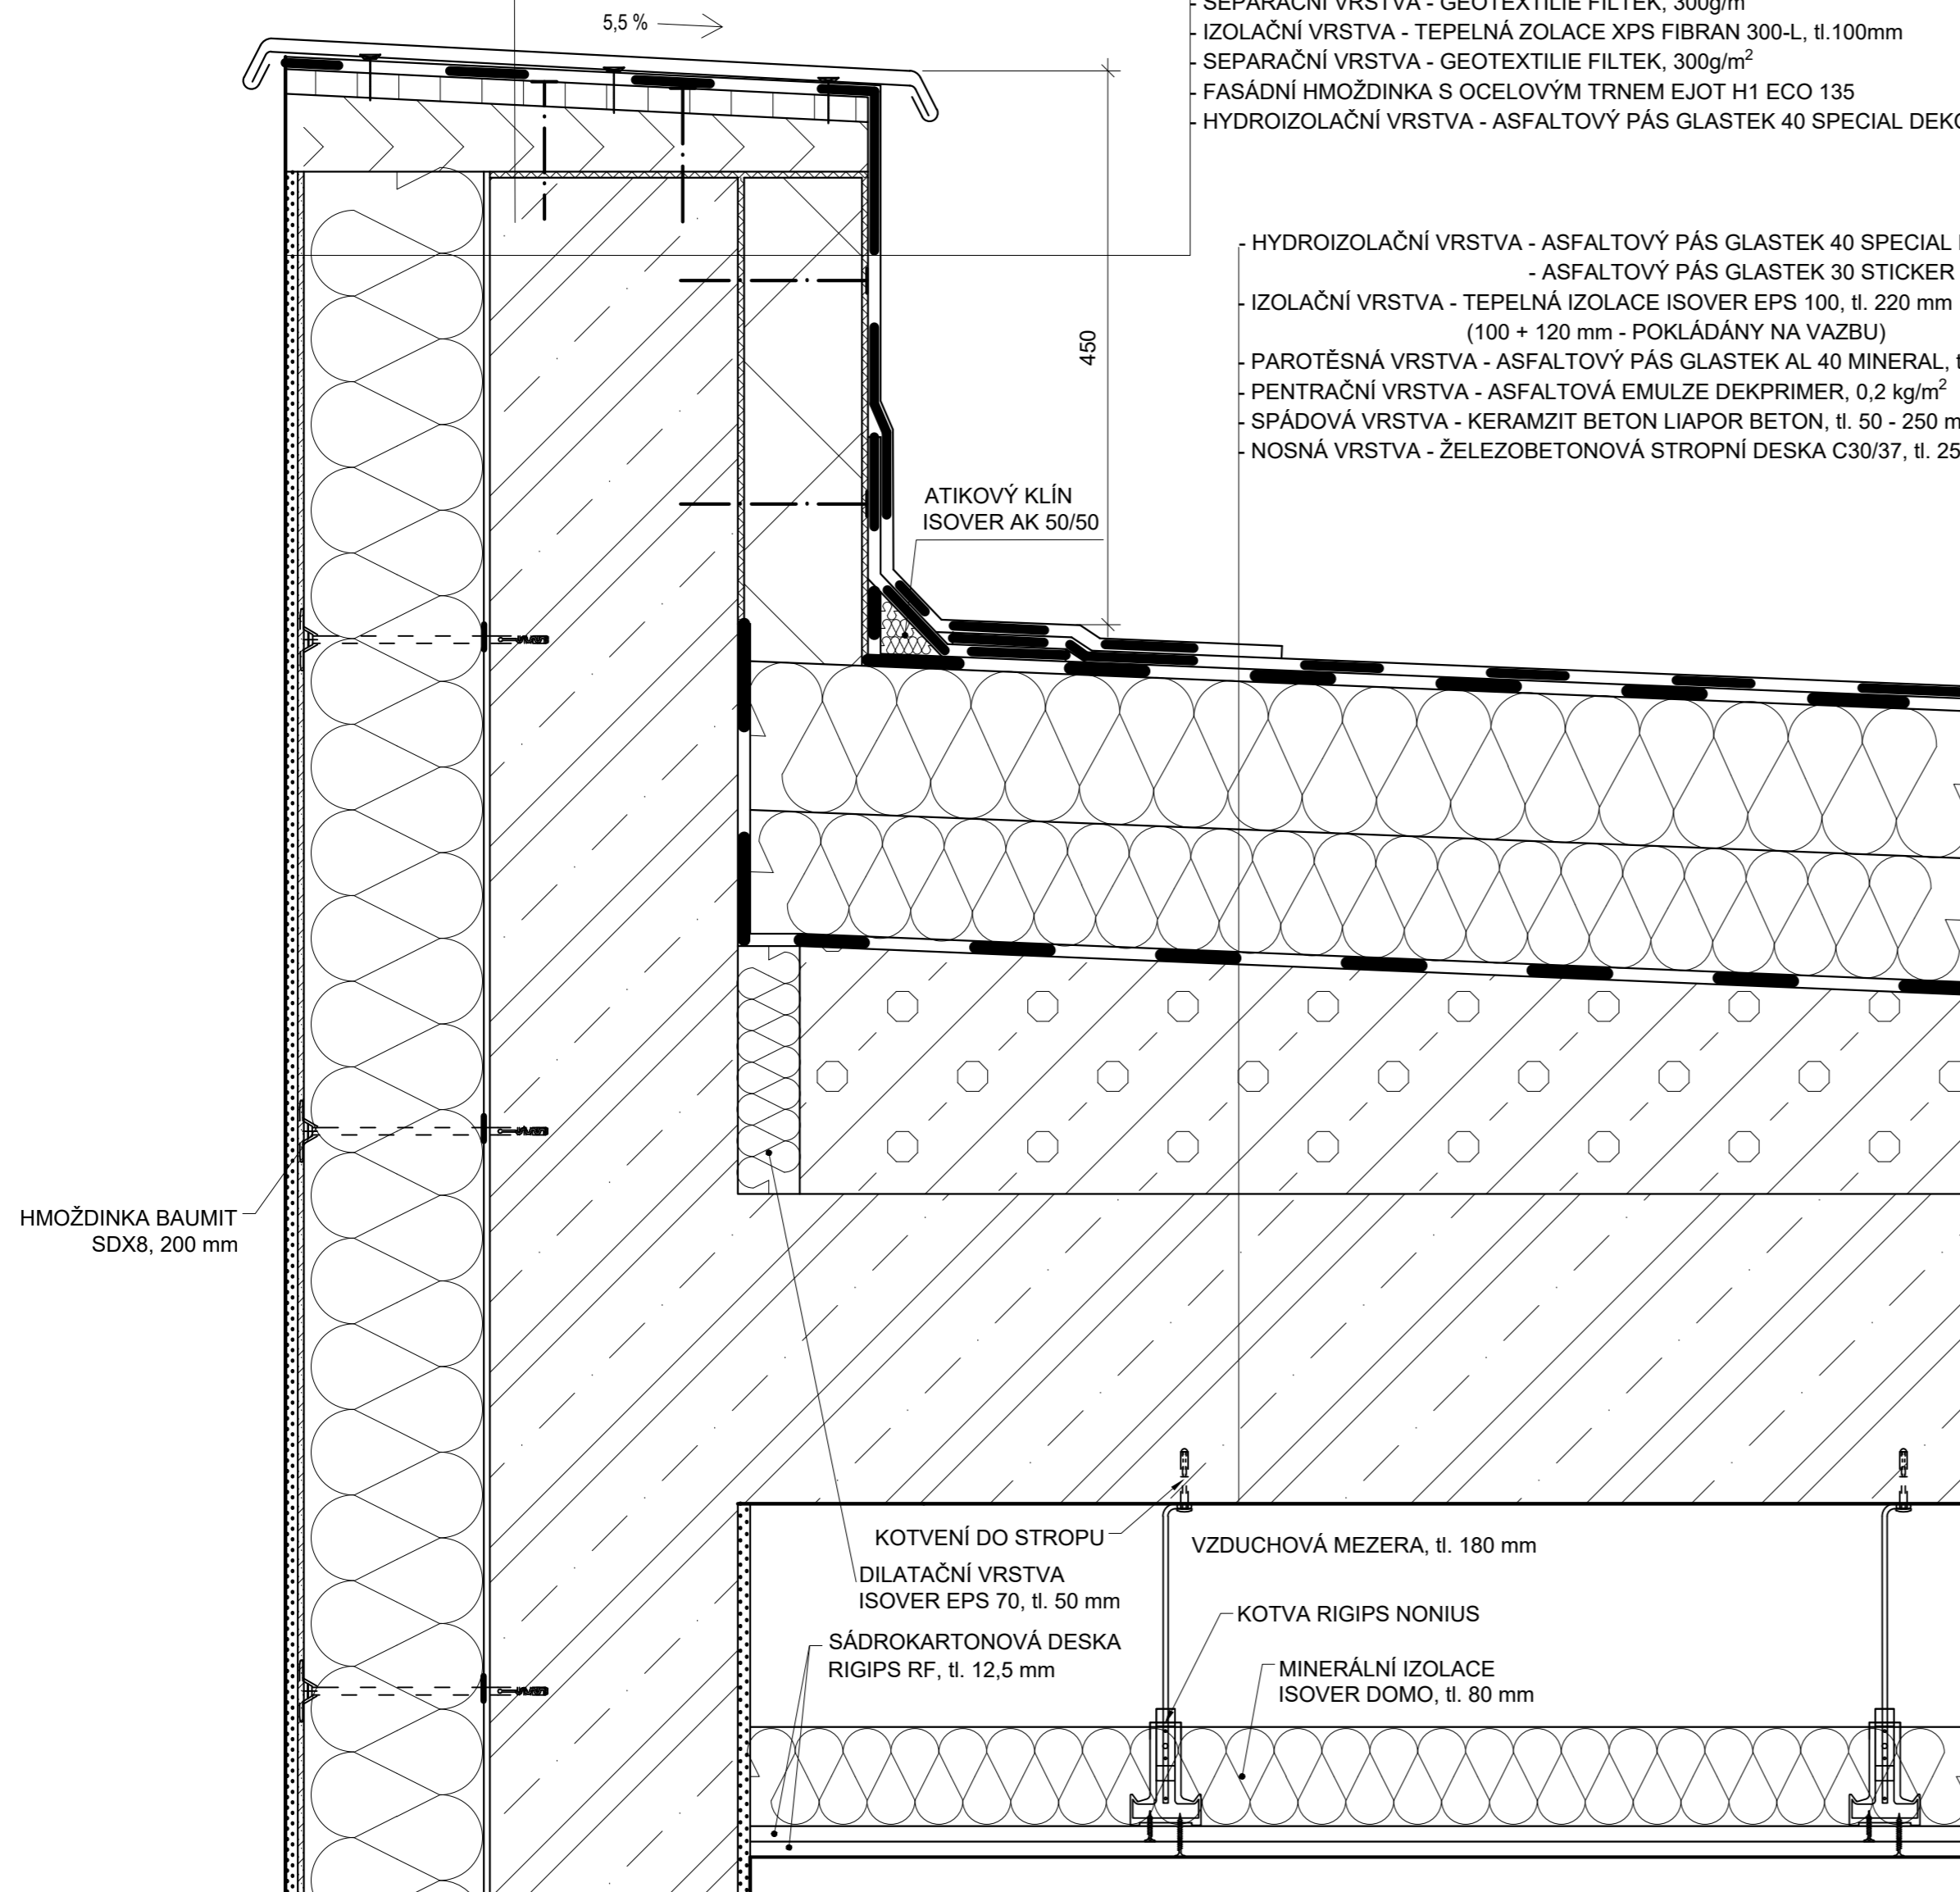 5,5 %
- SEPARAČNÍ VRSTVA - GEOTEXTILIE FILTEK, 300g/m
- IZOLAČNÍ VRSTVA - TEPELNÁ ZOLACE XPS FIBRAN 300-L, tl.100mm
- SEPARAČNÍ VRSTVA - GEOTEXTILIE FILTEK, 300g/m²
- FASÁDNÍ HMOŽDINKA S OCELOVÝM TRNEM EJOT H1 ECO 135
- HYDROIZOLAČNÍ VRSTVA - ASFALTOVÝ PÁS GLASTEK 40 SPECIAL
- HYDROIZOLAČNÍ VRSTVA - ASFALTOVÝ PÁS GLASTEK 40 SPECIAL
- ASFALTOVÝ PÁS GLASTEK 30 STICKER
- IZOLAČNÍ VRSTVA - TEPELNÁ IZOLACE ISOVER EPS 100, tl. 220 mm
(100 + 120 mm - POKLÁDÁNY NA VAZBU)
- PAROTĚSNÁ VRSTVA - ASFALTOVÝ PÁS GLASTEK AL 40 MINERAL,
- PENTRAČNÍ VRSTVA - ASFALTOVÁ EMULZE DEKPRIMER, 0,2 kg/m²
- SPÁDOVÁ VRSTVA - KERAMZIT BETON LIAPOR BETON, tl. 50 - 250
- NOSNÁ VRSTVA - ŽELEZOBETONOVÁ STROPNÍ DESKA C30/37, tl.
450
ATIKOVÝ KLÍN
ISOVER AK 50/50
HMOŽDINKA BAUMIT
SDX8, 200 mm
KOTVENÍ DO STROPU
VZDUCHOVÁ MEZERA, tl. 180 mm
DILATAČNÍ VRSTVA
ISOVER EPS 70, tl. 50 mm
KOTVA RIGIPS NONIUS
SÁDROKARTONOVÁ DESKA
RIGIPS RF, tl. 12,5 mm
MINERÁLNÍ IZOLACE
ISOVER DOMO, tl. 80 mm